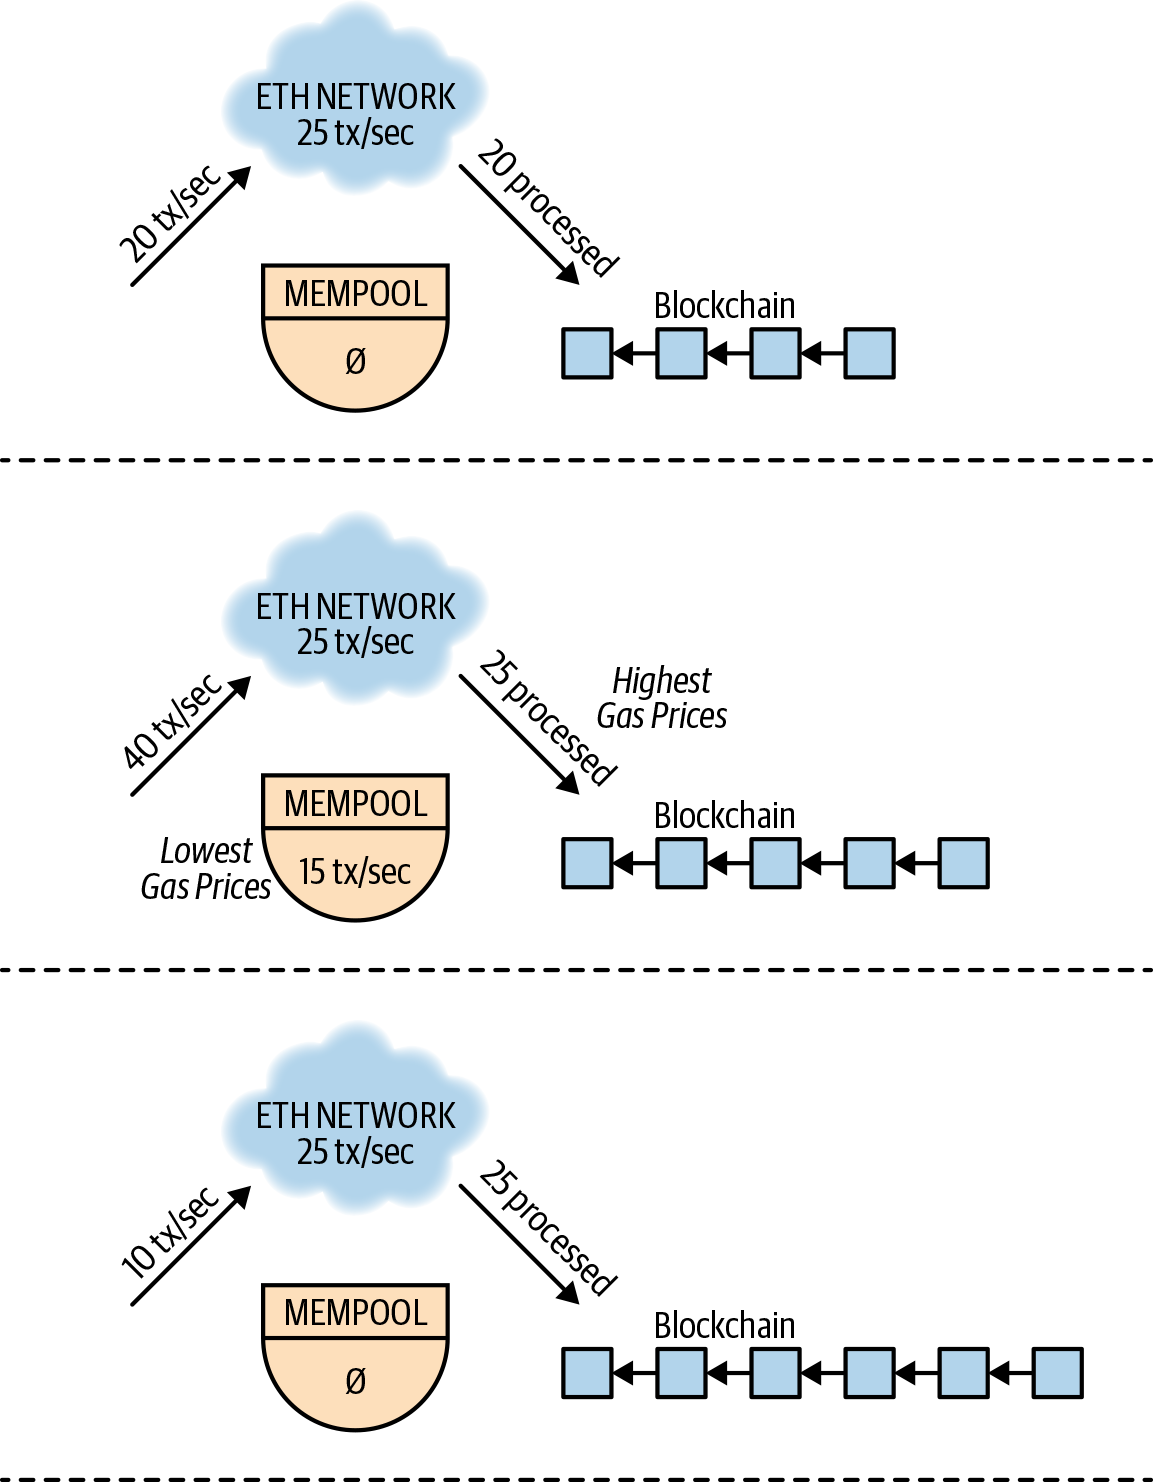 ETH NETWORK
25 tx/sec
20 tx/sec
20 processed
MEMPOOL
Ø
Blockchain
ETH NETWORK
25 tx/sec
40 tx/sec
25 processed
Highest
Gas Prices
MEMPOOL
15 tx/sec
Lowest
Gas Prices
Blockchain
ETH NETWORK
25 tx/sec
10 tx/sec
25 processed
MEMPOOL
Ø
Blockchain